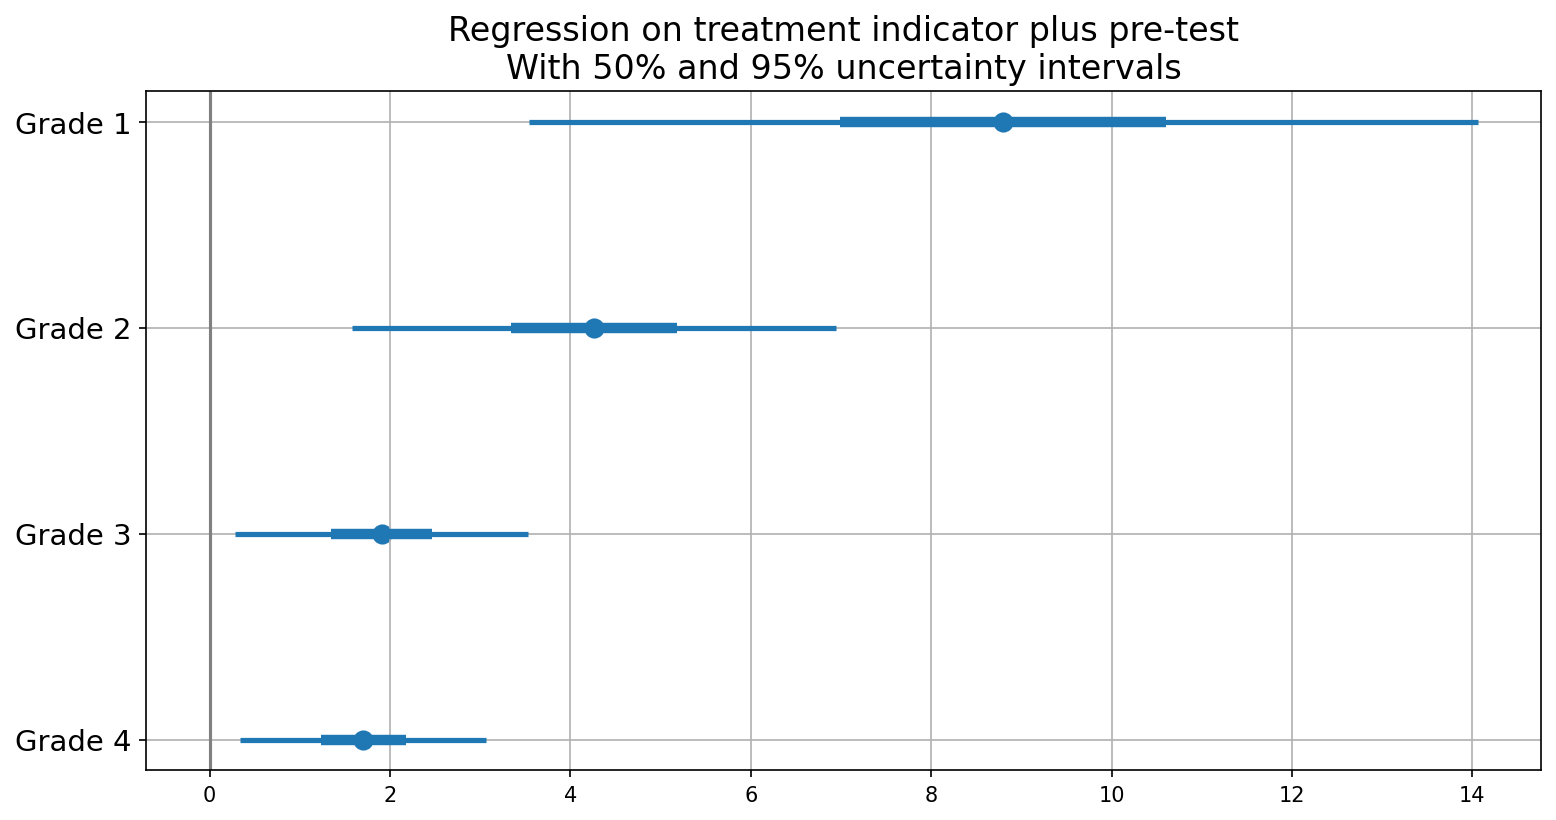 Regression on treatment indicator plus pre-test
With 50% and 95% uncertainty intervals
Grade 1
Grade 2
Grade 3
Grade 4
0 2 4 6 8 10 12 14